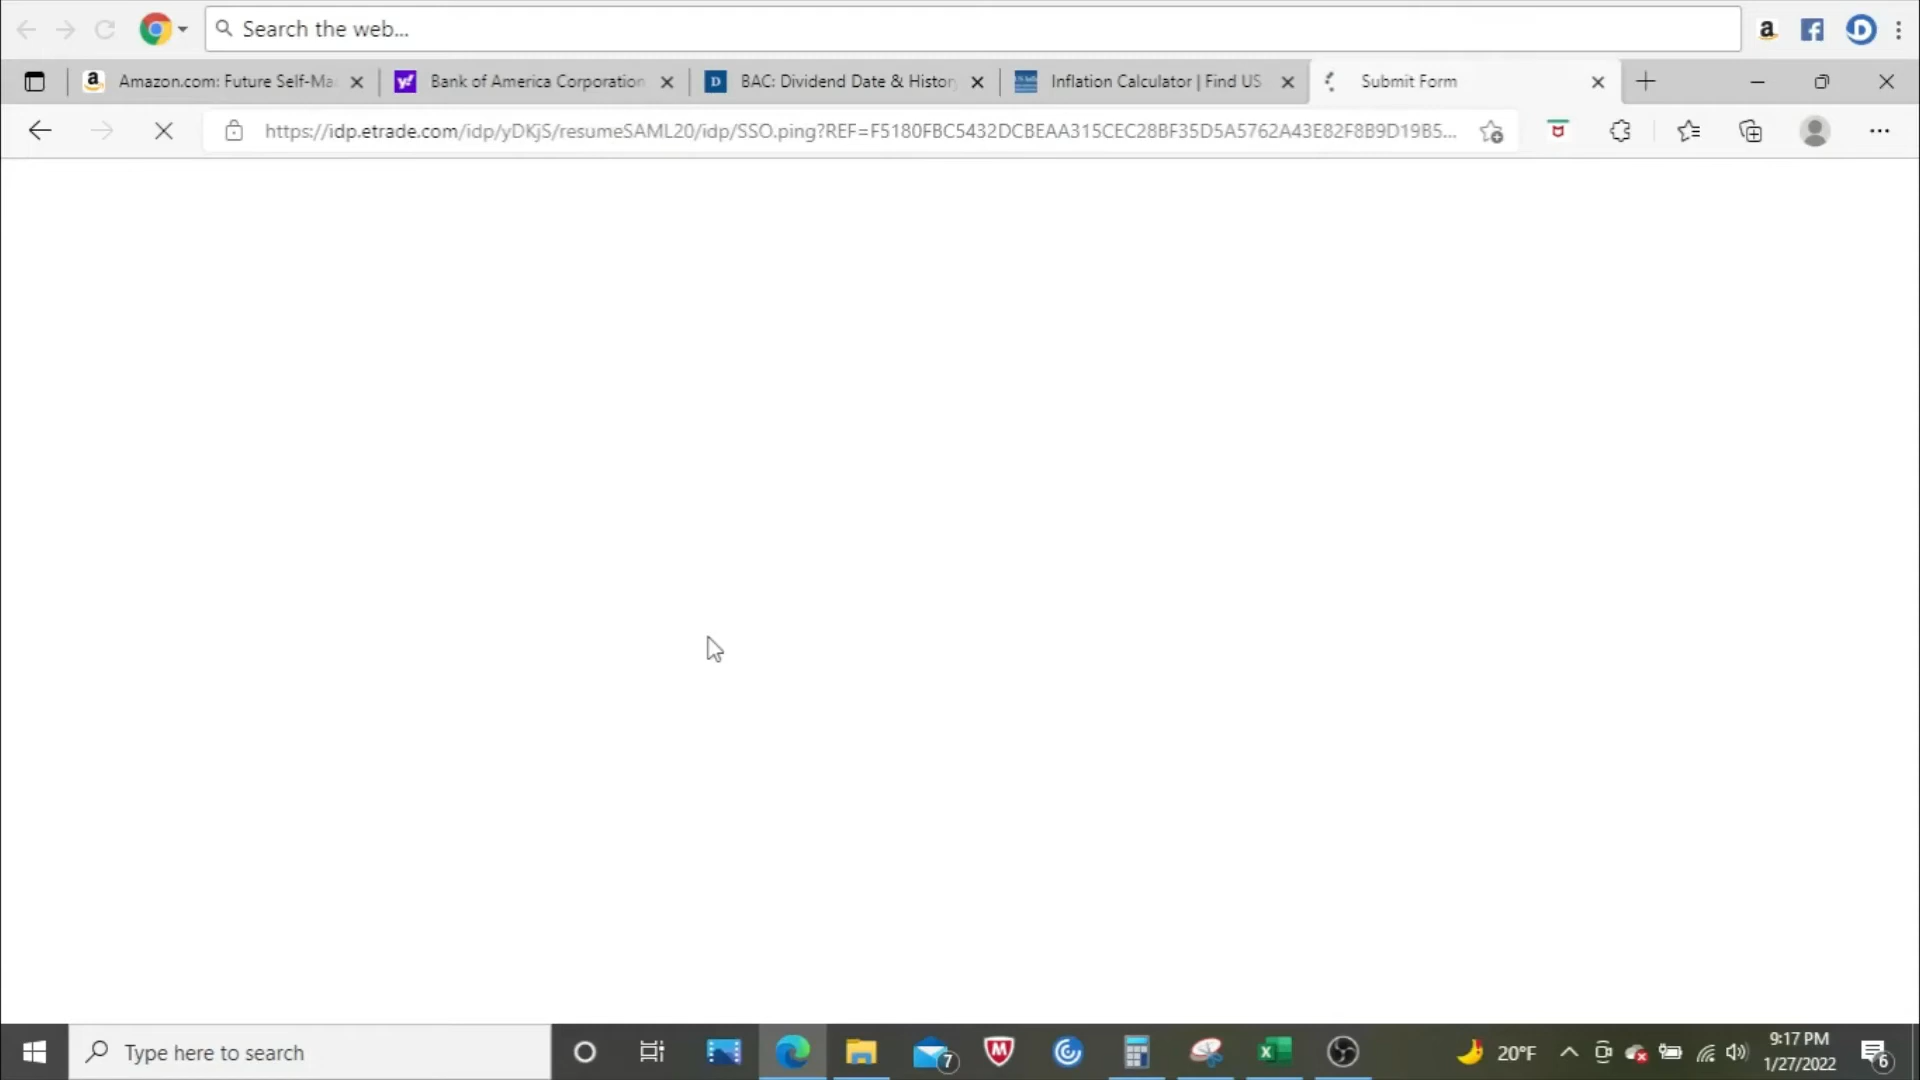 Search the web...
Amazon.com: Future Self-Ma
Bank of America Corporation
BAC: Dividend Date & Histor
Inflation Calculator | Find US
Submit Form
https://idp.etrade.com/idp/yDKjS/resumeSAML20/idp/SSO.ping?REF=F5180FBC5432DCBEAA315CEC28BF35D5A5762A43E82F8B9D19B5...
Type here to search
7
20°F
9:17 PM
1/27/2022
6